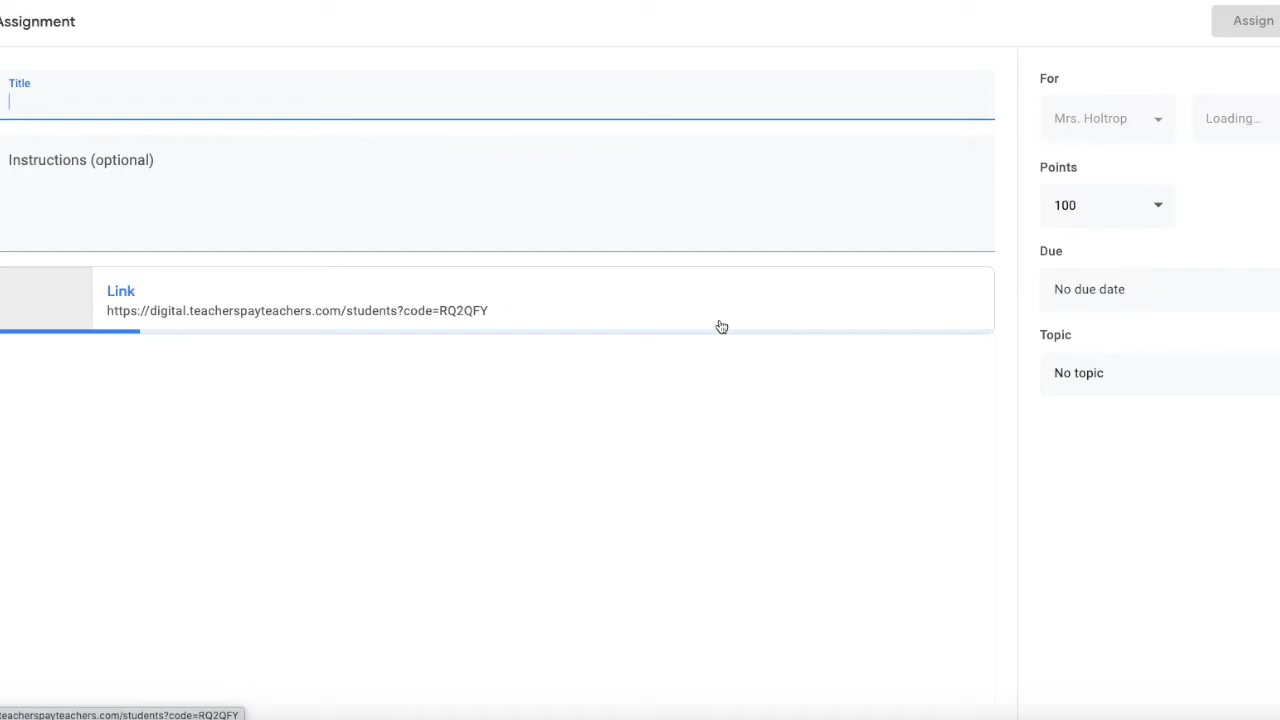 Assignment
Assign
Title
Instructions (optional)
Link
https://digital.teacherspayteachers.com/students?code=RQ2QFY
For
Mrs. Holtrop
Loading...
Points
100
Due
No due date
Topic
No topic
teacherspayteachers.com/students?code=RQ2QFY